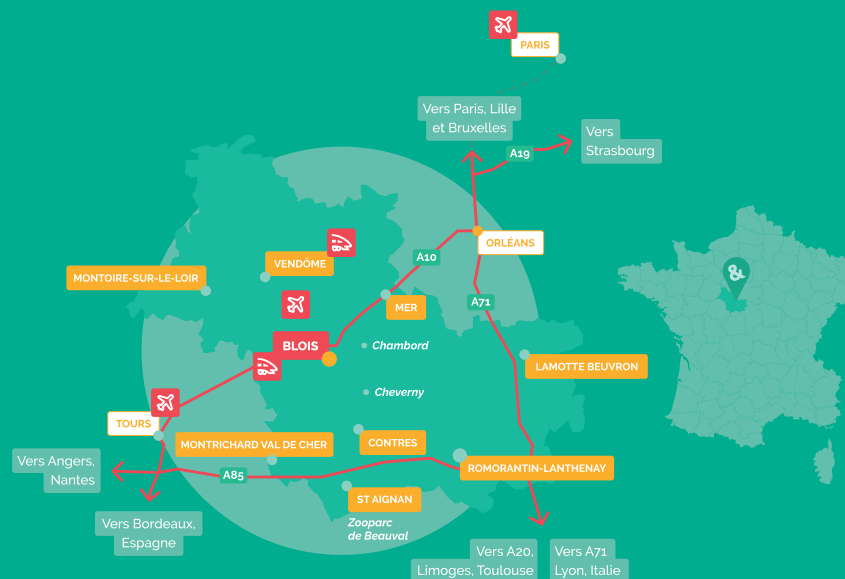 PARIS
Vers Paris, Lille
et Bruxelles
A19
Vers
Strasbourg
ORLÉANS
A10
VENDÔME
MONTOIRE-SUR-LE-LOIR
&
A71
MER
BLOIS
Chambord
LAMOTTE BEUVRON
Cheverny
TOURS
MONTRICHARD VAL DE CHER
CONTRES
Vers Angers,
Nantes
A85
ROMORANTIN-LANTHENAY
ST AIGNAN
Zooparc
de Beauval
Vers Bordeaux,
Espagne
Vers A20,
Limoges, Toulouse
Vers A71
Lyon, Italie